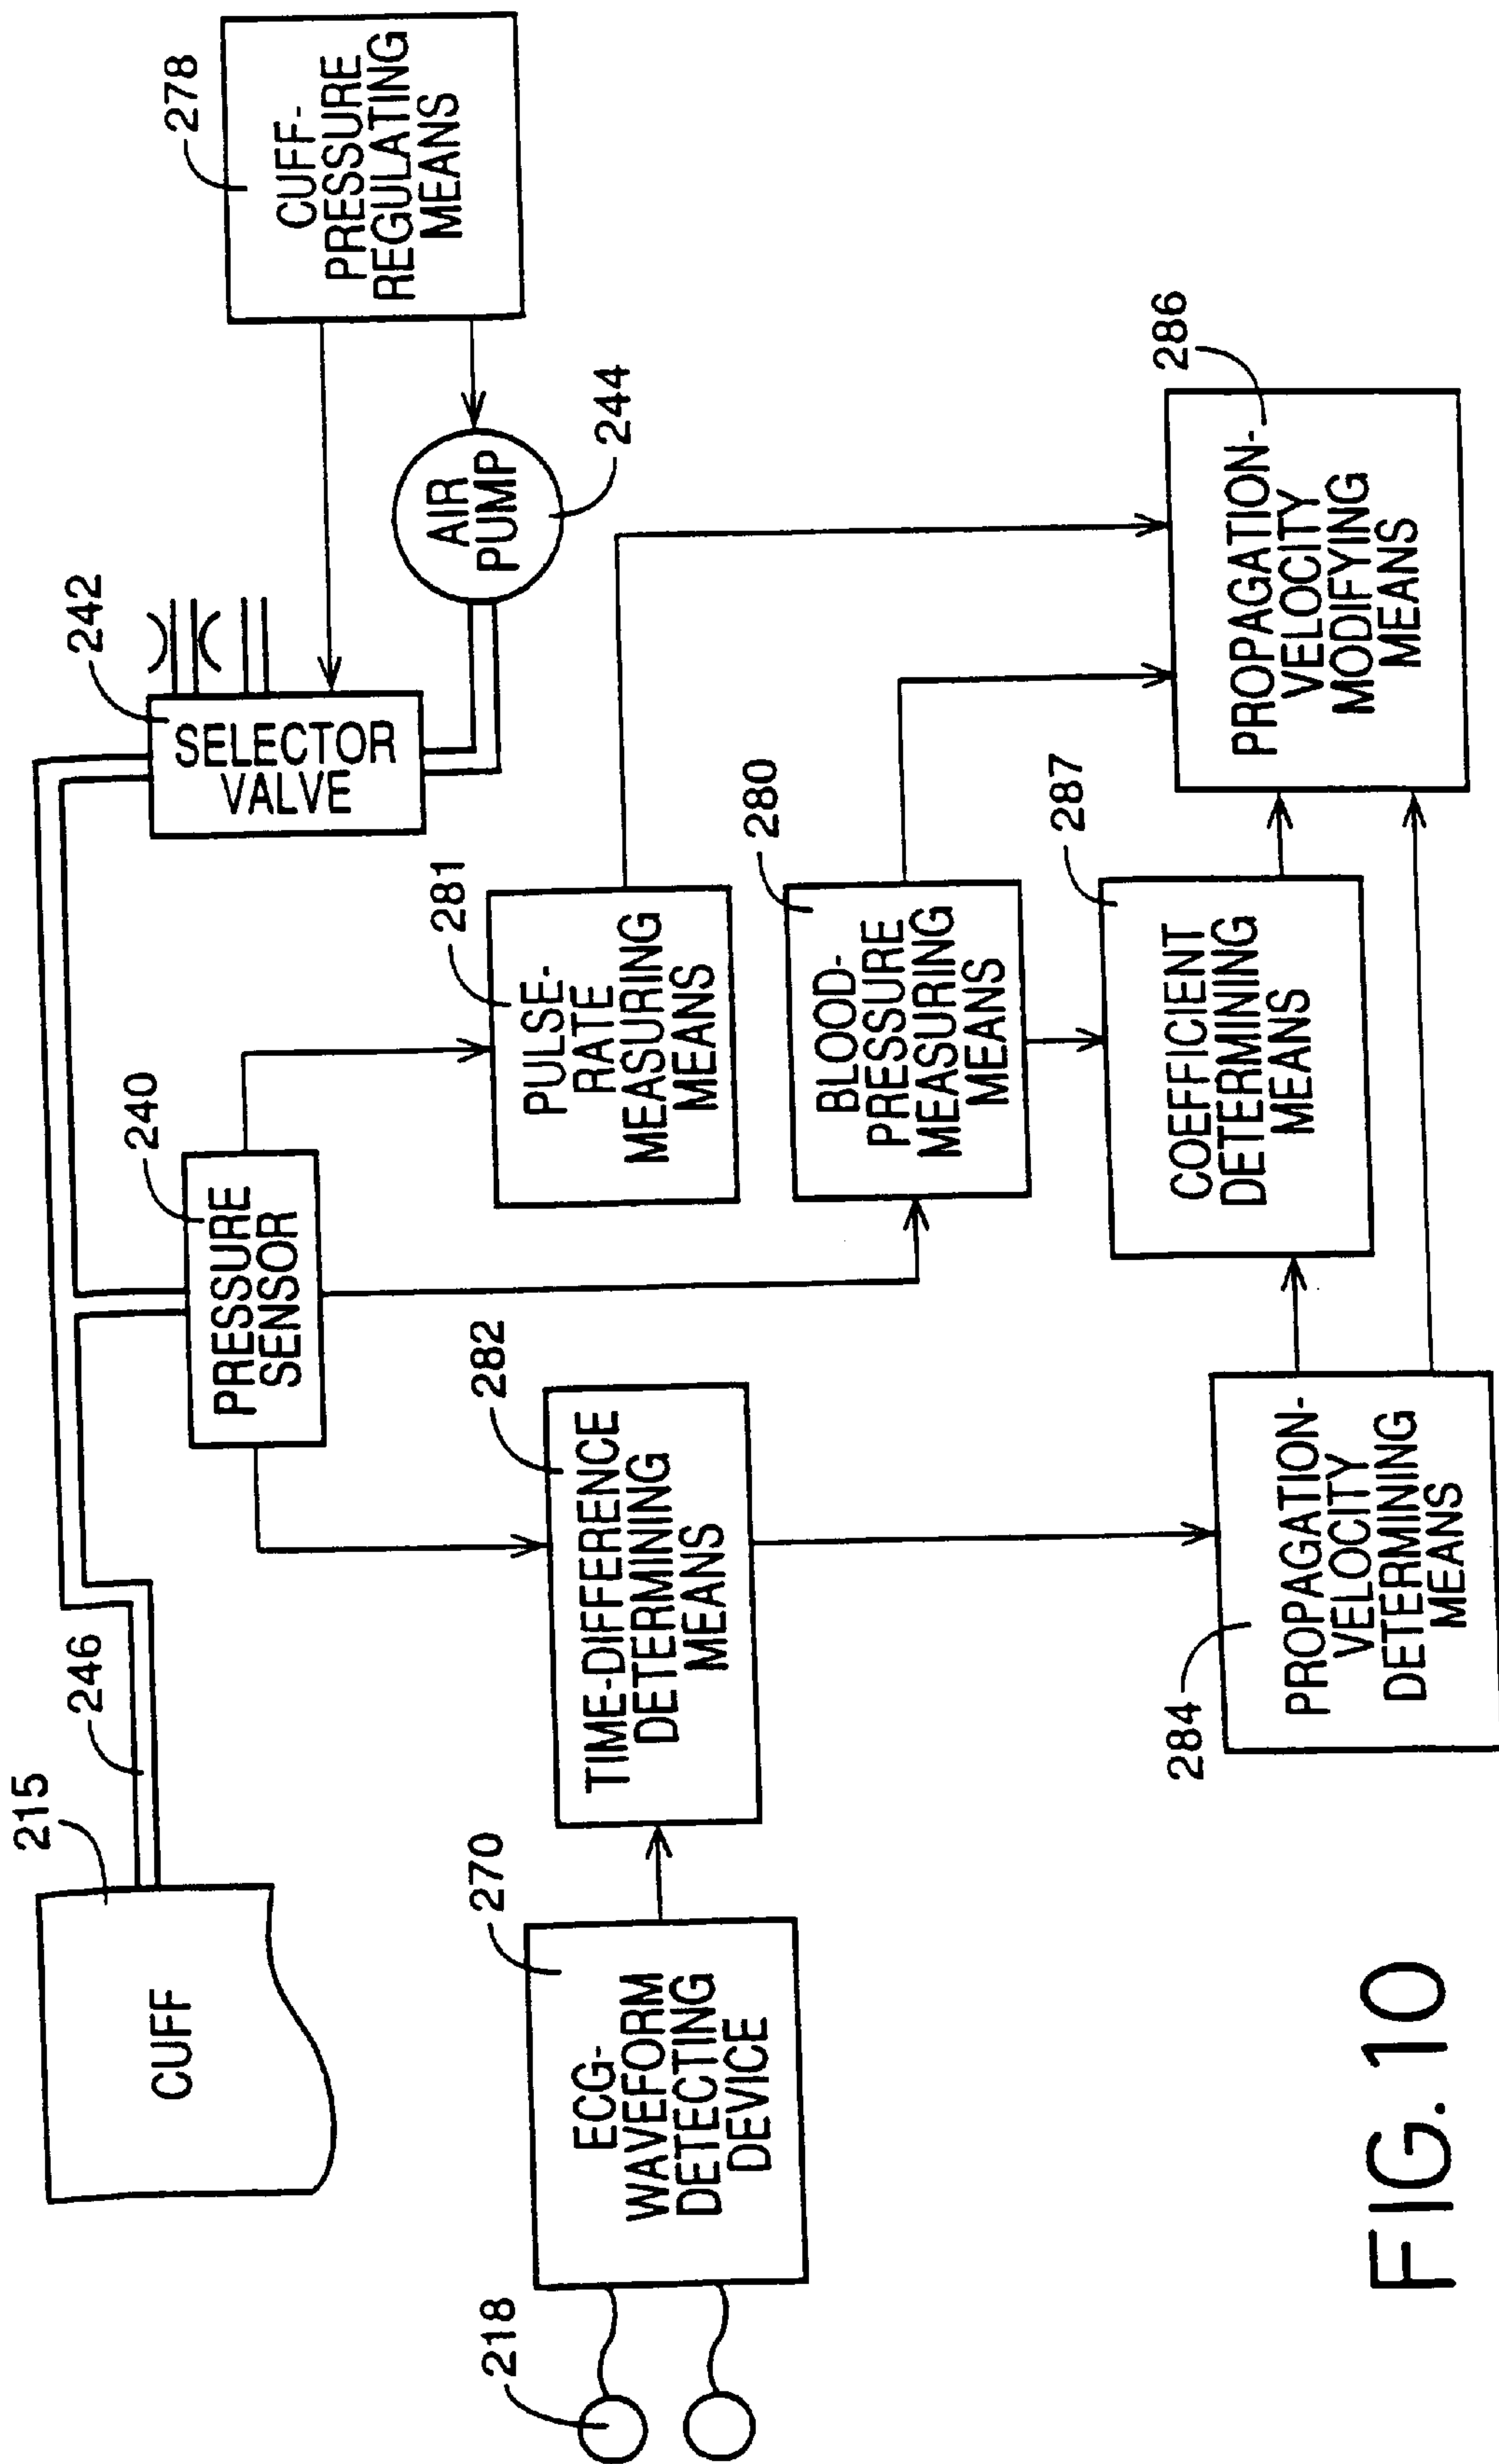 215
CUFF
246
240
PRESSURE
SENSOR
242
SELECTOR
VALVE
278
CUFF-
PRESSURE
REGULATING
MEANS
AIR
PUMP
244
218
270
ECG-
WAVEFORM
DETECTING
DEVICE
282
TIME-DIFFERENCE
DETERMINING
MEANS
281
PULSE-
RATE
MEASURING
MEANS
280
BLOOD-
PRESSURE
MEASURING
MEANS
287
COEFFICIENT
DETERMINING
MEANS
286
PROPAGATION-
VELOCITY
MODIFYING
MEANS
284
PROPAGATION-
VELOCITY
DETERMINING
MEANS
FIG. 10